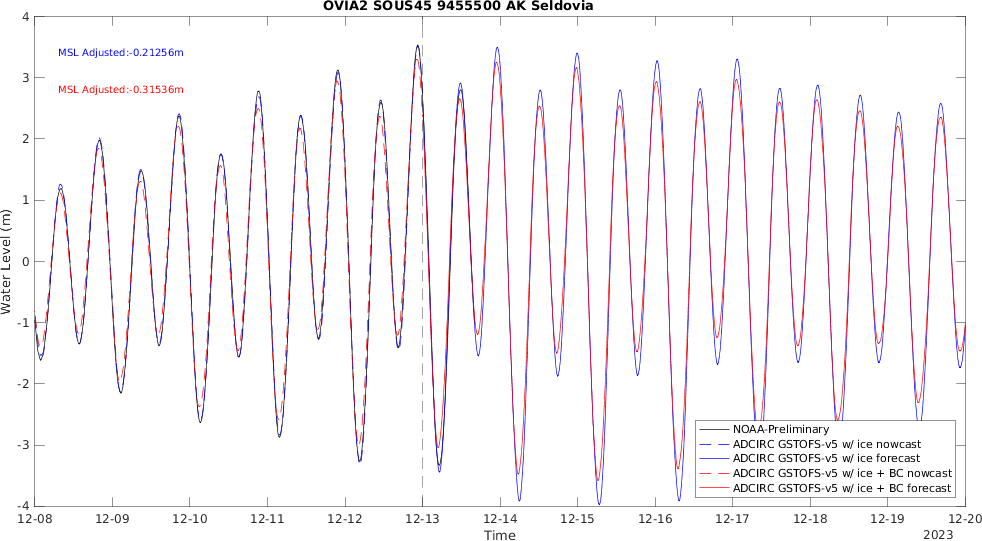 OVIA2 SOUS45 9455500 AK Seldovia
MSL Adjusted:-0.21256m
MSL Adjusted:-0.31536m
Water Level (m)
4
3
2
1
0
-1
-2
-3
-4
NOAA-Preliminary
ADCIRC GSTOFS-v5 w/ ice nowcast
ADCIRC GSTOFS-v5 w/ ice forecast
ADCIRC GSTOFS-v5 w/ ice + BC nowcast
ADCIRC GSTOFS-v5 w/ ice + BC forecast
12-08 12-09 12-10 12-11 12-12 12-13 12-14 12-15 12-16 12-17 12-18 12-19 12-20
Time
2023